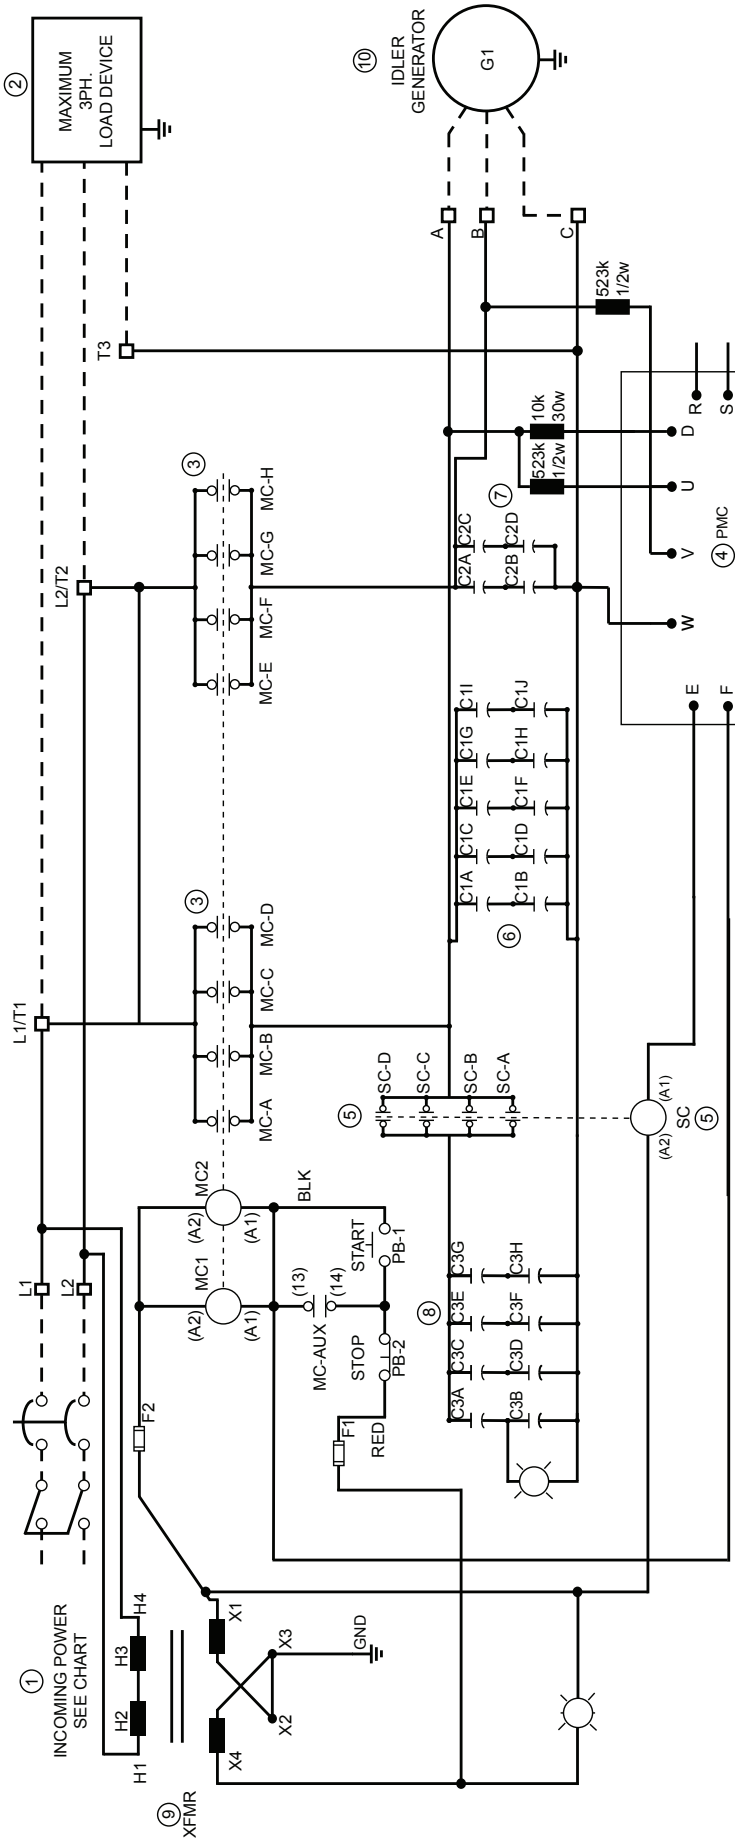 1
INCOMING POWER
SEE CHART
L1
L2
L1/T1
L2/T2
T3
2
MAXIMUM
3PH.
LOAD DEVICE
9
XFMR
H1
H2
H3
H4
X4
X2
X3
X1
GND
F2
F1
RED
STOP
PB-2
START
PB-1
BLK
MC-AUX
(13)
(14)
MC1
(A2)
(A1)
MC2
(A2)
(A1)
3
MC-A
MC-B
MC-C
MC-D
3
MC-E
MC-F
MC-G
MC-H
5
SC-D
SC-C
SC-B
SC-A
8
C3A
C3C
C3E
C3G
C3B
C3D
C3F
C3H
6
C1A
C1C
C1E
C1G
C1I
C1B
C1D
C1F
C1H
C1J
7
C2A
C2C
C2B
C2D
523k
1/2w
10k
30w
523k
1/2w
A
B
C
10
IDLER
GENERATOR
G1
(A2)
(A1)
SC
5
E
F
W
V
U
D
R
S
4
PMC